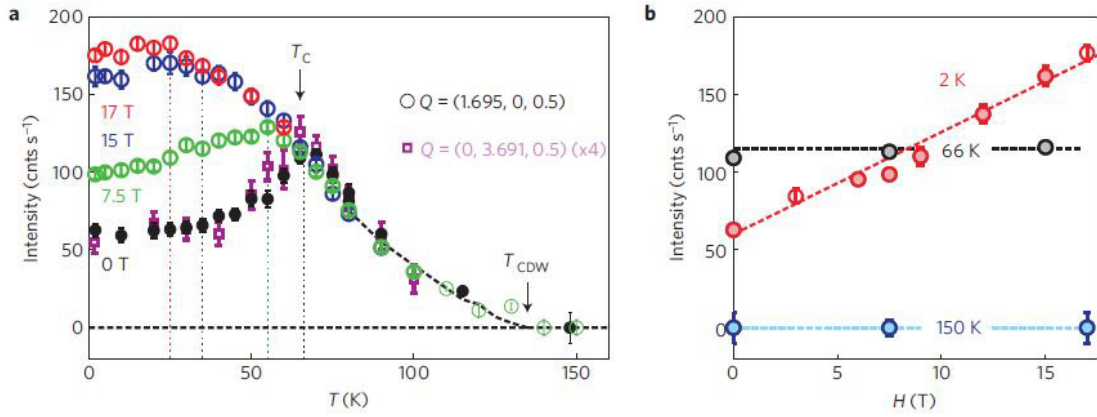 a
b
200
150
100
50
0
Intensity (cnts s⁻¹)
0
50
100
150
T (K)
17 T
15 T
7.5 T
0 T
T_C
T_CDW
Q = (1.695, 0, 0.5)
Q = (0, 3.691, 0.5) (x4)
200
150
100
50
0
Intensity (cnts s⁻¹)
0
5
10
15
H (T)
2 K
66 K
150 K